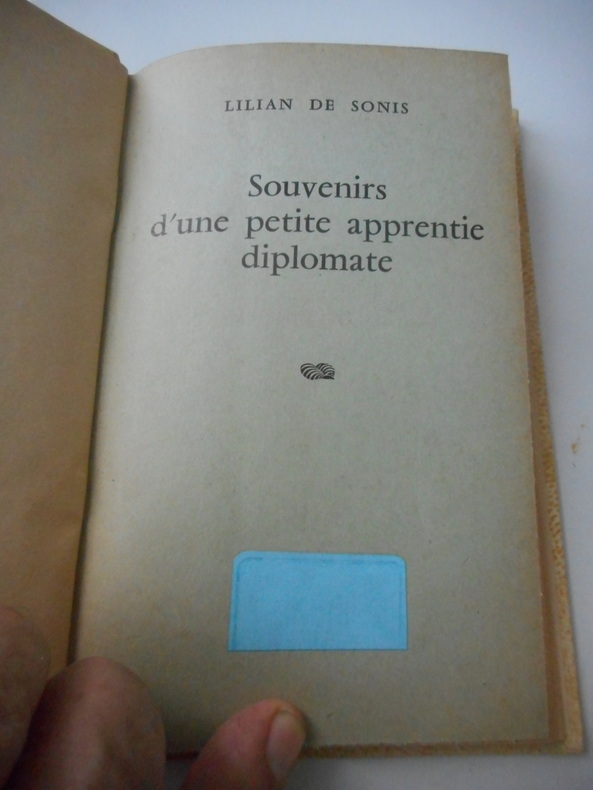 LILIAN DE SONIS
Souvenirs
d'une petite apprentie
diplomate